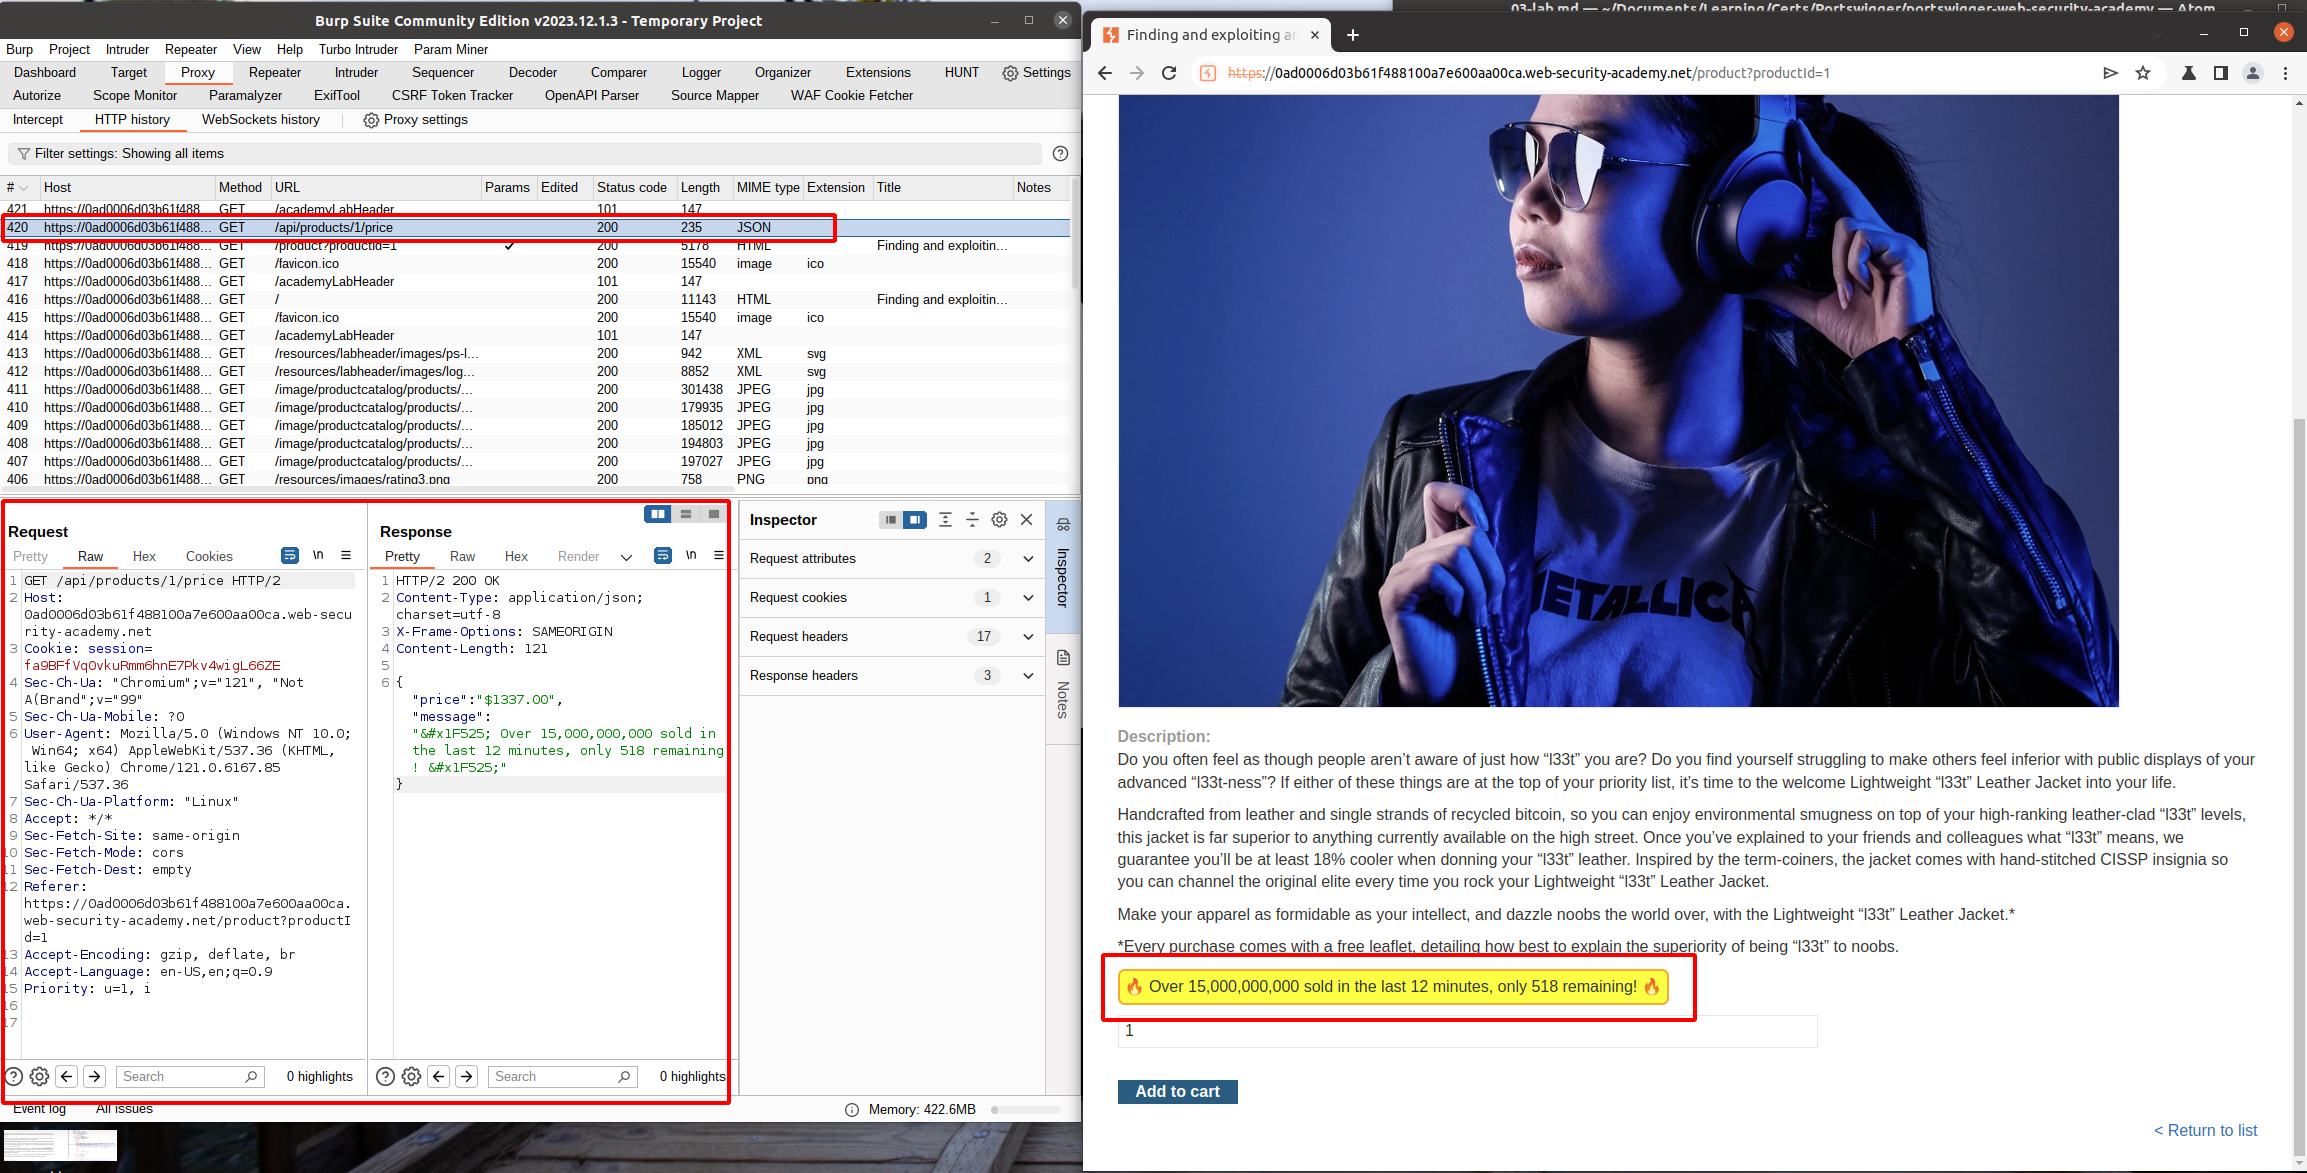 03-lab.md — ~/Documents/Learning/Certs/Portswigger/portswigger-web-security-academy — Atom
Burp Suite Community Edition v2023.12.1.3 - Temporary Project
Burp Project Intruder Repeater View Help Turbo Intruder Param Miner
Dashboard Target Proxy Repeater Intruder Sequencer Decoder Comparer Logger Organizer Extensions HUNT Settings
Autorize Scope Monitor Paramalyzer ExifTool CSRF Token Tracker OpenAPI Parser Source Mapper WAF Cookie Fetcher
Intercept HTTP history WebSockets history Proxy settings
Filter settings: Showing all items
# Host Method URL Params Edited Status code Length MIME type Extension Title Notes
421 https://0ad0006d03b61f488... GET /academyLabHeader 101 147
420 https://0ad0006d03b61f488... GET /api/products/1/price 200 235 JSON
419 https://0ad0006d03b61f488... GET /product?productId=1 ✓ 200 5178 HTML Finding and exploitin...
418 https://0ad0006d03b61f488... GET /favicon.ico 200 15540 image ico
417 https://0ad0006d03b61f488... GET /academyLabHeader 101 147
416 https://0ad0006d03b61f488... GET / 200 11143 HTML Finding and exploitin...
415 https://0ad0006d03b61f488... GET /favicon.ico 200 15540 image ico
414 https://0ad0006d03b61f488... GET /academyLabHeader 101 147
413 https://0ad0006d03b61f488... GET /resources/labheader/images/ps-l... 200 942 XML svg
412 https://0ad0006d03b61f488... GET /resources/labheader/images/log... 200 8852 XML svg
411 https://0ad0006d03b61f488... GET /image/productcatalog/products/... 200 301438 JPEG jpg
410 https://0ad0006d03b61f488... GET /image/productcatalog/products/... 200 179935 JPEG jpg
409 https://0ad0006d03b61f488... GET /image/productcatalog/products/... 200 185012 JPEG jpg
408 https://0ad0006d03b61f488... GET /image/productcatalog/products/... 200 194803 JPEG jpg
407 https://0ad0006d03b61f488... GET /image/productcatalog/products/... 200 197027 JPEG jpg
406 https://0ad0006d03b61f488... GET /resources/images/rating3.png 200 758 PNG png
Request
Pretty Raw Hex Cookies \n
1 GET /api/products/1/price HTTP/2
2 Host:
0ad0006d03b61f488100a7e600aa00ca.web-secu
rity-academy.net
3 Cookie: session=
fa9BFfVqOvkuRmm6hnE7Pkv4wigL66ZE
4 Sec-Ch-Ua: "Chromium";v="121", "Not
A(Brand";v="99"
5 Sec-Ch-Ua-Mobile: ?0
6 User-Agent: Mozilla/5.0 (Windows NT 10.0;
Win64; x64) AppleWebKit/537.36 (KHTML,
like Gecko) Chrome/121.0.6167.85
Safari/537.36
7 Sec-Ch-Ua-Platform: "Linux"
8 Accept: */*
9 Sec-Fetch-Site: same-origin
10 Sec-Fetch-Mode: cors
11 Sec-Fetch-Dest: empty
12 Referer:
https://0ad0006d03b61f488100a7e600aa00ca.
web-security-academy.net/product?productI
d=1
13 Accept-Encoding: gzip, deflate, br
14 Accept-Language: en-US,en;q=0.9
15 Priority: u=1, i
16
17
Search 0 highlights
Response
Pretty Raw Hex Render \n
1 HTTP/2 200 OK
2 Content-Type: application/json;
charset=utf-8
3 X-Frame-Options: SAMEORIGIN
4 Content-Length: 121
5
6 {
"price":"$1337.00",
"message":
"&#x1F525; Over 15,000,000,000 sold in
the last 12 minutes, only 518 remaining
! &#x1F525;"
}
Search 0 highlights
Inspector
Request attributes 2
Request cookies 1
Request headers 17
Response headers 3
Inspector
Notes
Event log All issues Memory: 422.6MB
Finding and exploiting a
https://0ad0006d03b61f488100a7e600aa00ca.web-security-academy.net/product?productId=1
METALLICA
Description:
Do you often feel as though people aren’t aware of just how “l33t” you are? Do you find yourself struggling to make others feel inferior with public displays of your
advanced “l33t-ness”? If either of these things are at the top of your priority list, it’s time to the welcome Lightweight “l33t” Leather Jacket into your life.
Handcrafted from leather and single strands of recycled bitcoin, so you can enjoy environmental smugness on top of your high-ranking leather-clad “l33t” levels,
this jacket is far superior to anything currently available on the high street. Once you’ve explained to your friends and colleagues what “l33t” means, we
guarantee you’ll be at least 18% cooler when donning your “l33t” leather. Inspired by the term-coiners, the jacket comes with hand-stitched CISSP insignia so
you can channel the original elite every time you rock your Lightweight “l33t” Leather Jacket.
Make your apparel as formidable as your intellect, and dazzle noobs the world over, with the Lightweight “l33t” Leather Jacket.*
*Every purchase comes with a free leaflet, detailing how best to explain the superiority of being “l33t” to noobs.
🔥 Over 15,000,000,000 sold in the last 12 minutes, only 518 remaining! 🔥
1
Add to cart
< Return to list